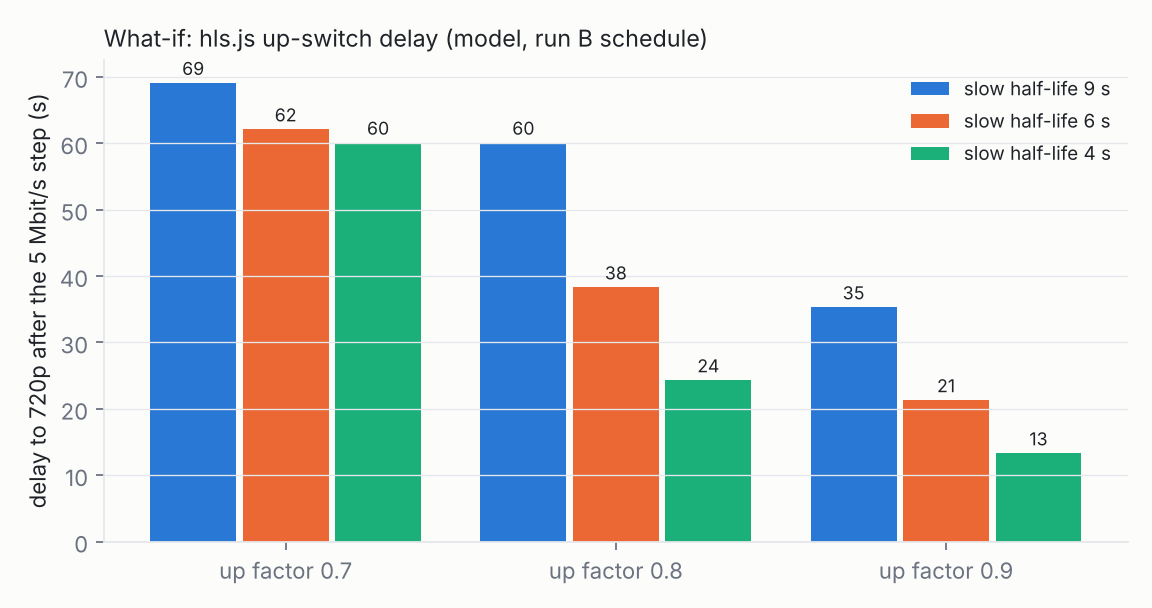 What-if: hls.js up-switch delay (model, run B schedule)
delay to 720p after the 5 Mbit/s step (s)
70
60
50
40
30
20
10
0
69
62
60
60
38
24
35
21
13
slow half-life 9 s
slow half-life 6 s
slow half-life 4 s
up factor 0.7
up factor 0.8
up factor 0.9